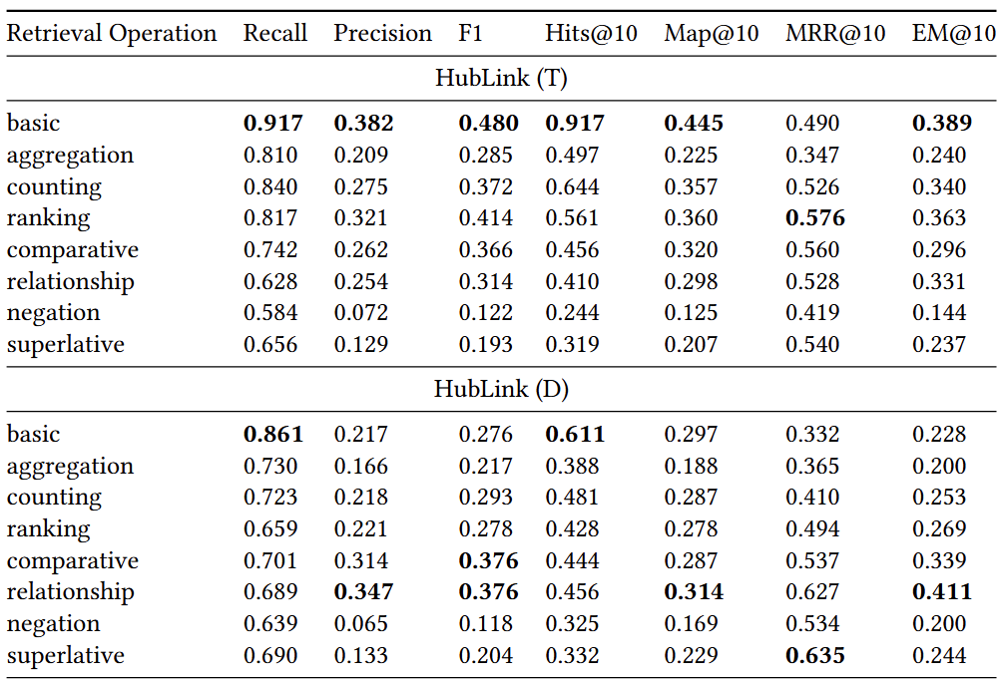 Retrieval Operation Recall Precision F1 Hits@10 Map@10 MRR@10 EM@10
HubLink (T)
basic 0.917 0.382 0.480 0.917 0.445 0.490 0.389
aggregation 0.810 0.209 0.285 0.497 0.225 0.347 0.240
counting 0.840 0.275 0.372 0.644 0.357 0.526 0.340
ranking 0.817 0.321 0.414 0.561 0.360 0.576 0.363
comparative 0.742 0.262 0.366 0.456 0.320 0.560 0.296
relationship 0.628 0.254 0.314 0.410 0.298 0.528 0.331
negation 0.584 0.072 0.122 0.244 0.125 0.419 0.144
superlative 0.656 0.129 0.193 0.319 0.207 0.540 0.237
HubLink (D)
basic 0.861 0.217 0.276 0.611 0.297 0.332 0.228
aggregation 0.730 0.166 0.217 0.388 0.188 0.365 0.200
counting 0.723 0.218 0.293 0.481 0.287 0.410 0.253
ranking 0.659 0.221 0.278 0.428 0.278 0.494 0.269
comparative 0.701 0.314 0.376 0.444 0.287 0.537 0.339
relationship 0.689 0.347 0.376 0.456 0.314 0.627 0.411
negation 0.639 0.065 0.118 0.325 0.169 0.534 0.200
superlative 0.690 0.133 0.204 0.332 0.229 0.635 0.244